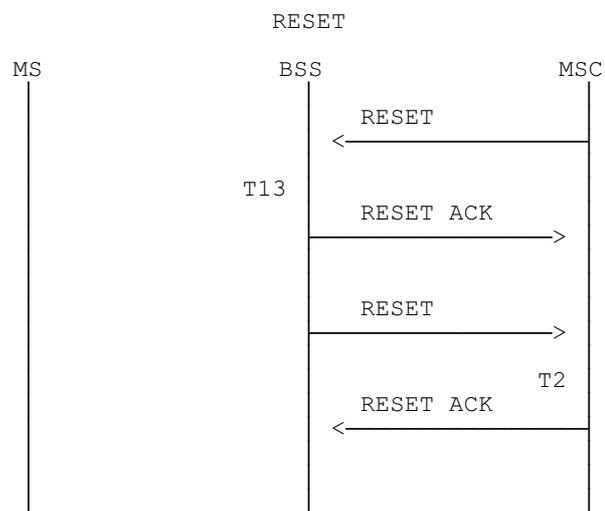 RESET
MS BSS MSC
RESET
T13
RESET ACK
RESET
T2
RESET ACK